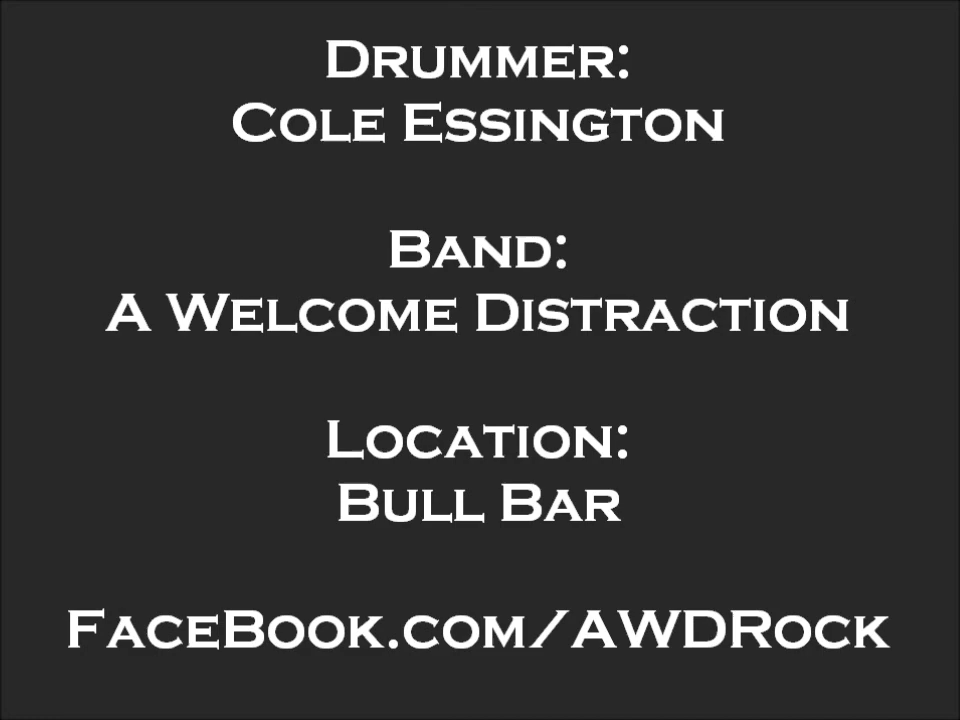 Drummer:
Cole Essington
Band:
A Welcome Distraction
Location:
Bull Bar
FaceBook.com/AWDRock